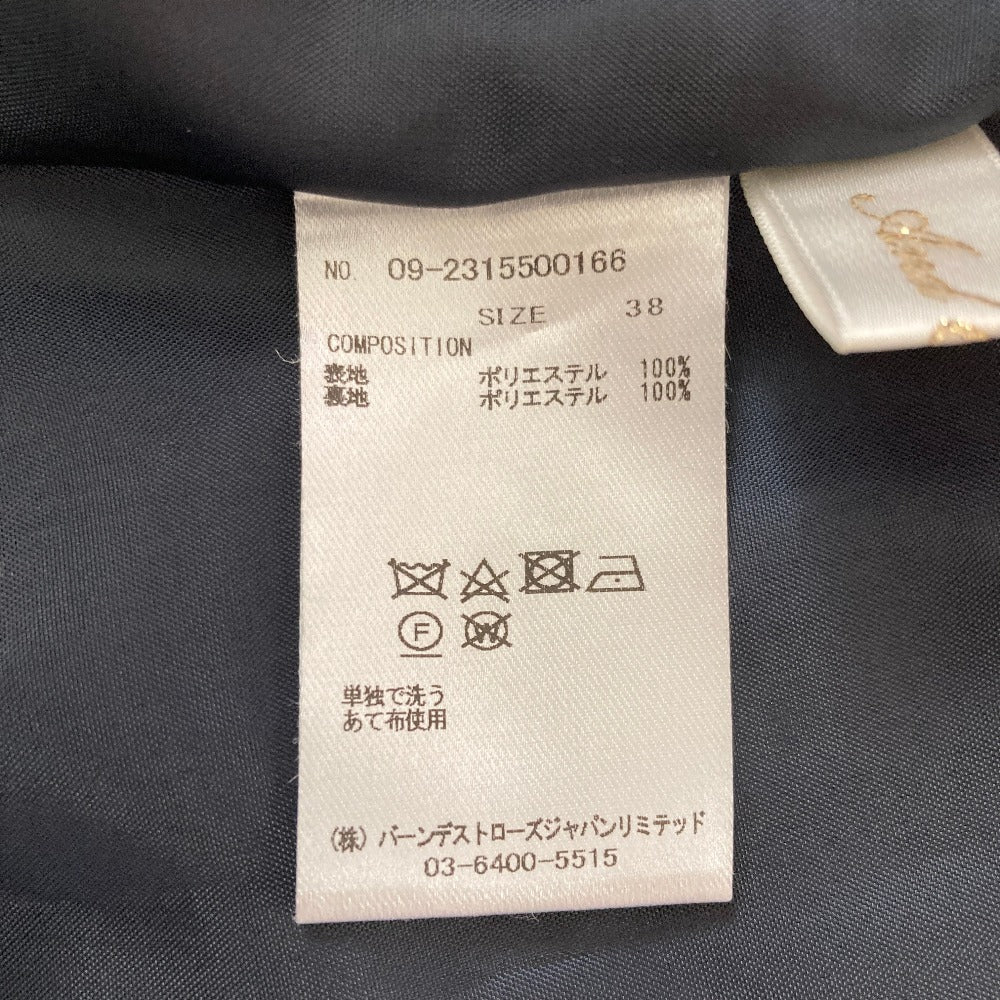 NO. 09-2315500166
SIZE 38
COMPOSITION
表地 ポリエステル 100%
裏地 ポリエステル 100%
F
W
単独で洗う
あて布使用
(株) バーンデストローズジャパンリミテッド
03-6400-5515